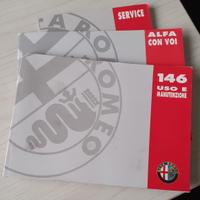 SERVICE
ALFA
CON VOI
146
USO E
MANUTENZIONE
ALFA ROMEO